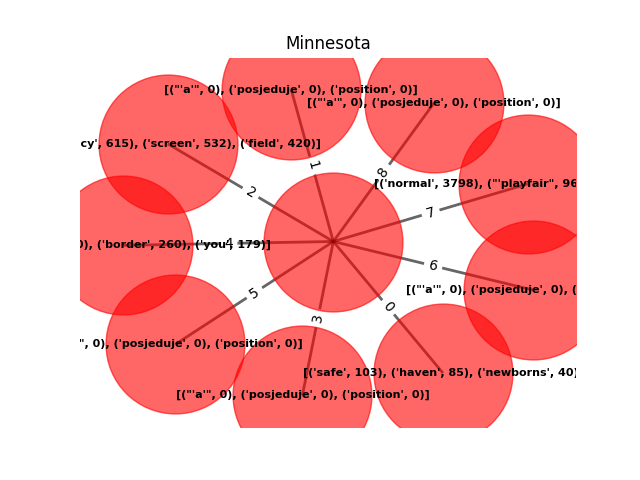 Minnesota
[("'a'", 0), ('posjeduje', 0), ('position', 0)]
[("'a'", 0), ('posjeduje', 0), ('position', 0)]
cy', 615), ('screen', 532), ('field', 420)]
1
8
[('normal', 3798), ("'playfair", 96
2
7
0), ('border', 260), ('you', 179)]
4
6
[("'a'", 0), ('posjeduje', 0), (
5
0
3
", 0), ('posjeduje', 0), ('position', 0)]
[('safe', 103), ('haven', 85), ('newborns', 40)
[("'a'", 0), ('posjeduje', 0), ('position', 0)]